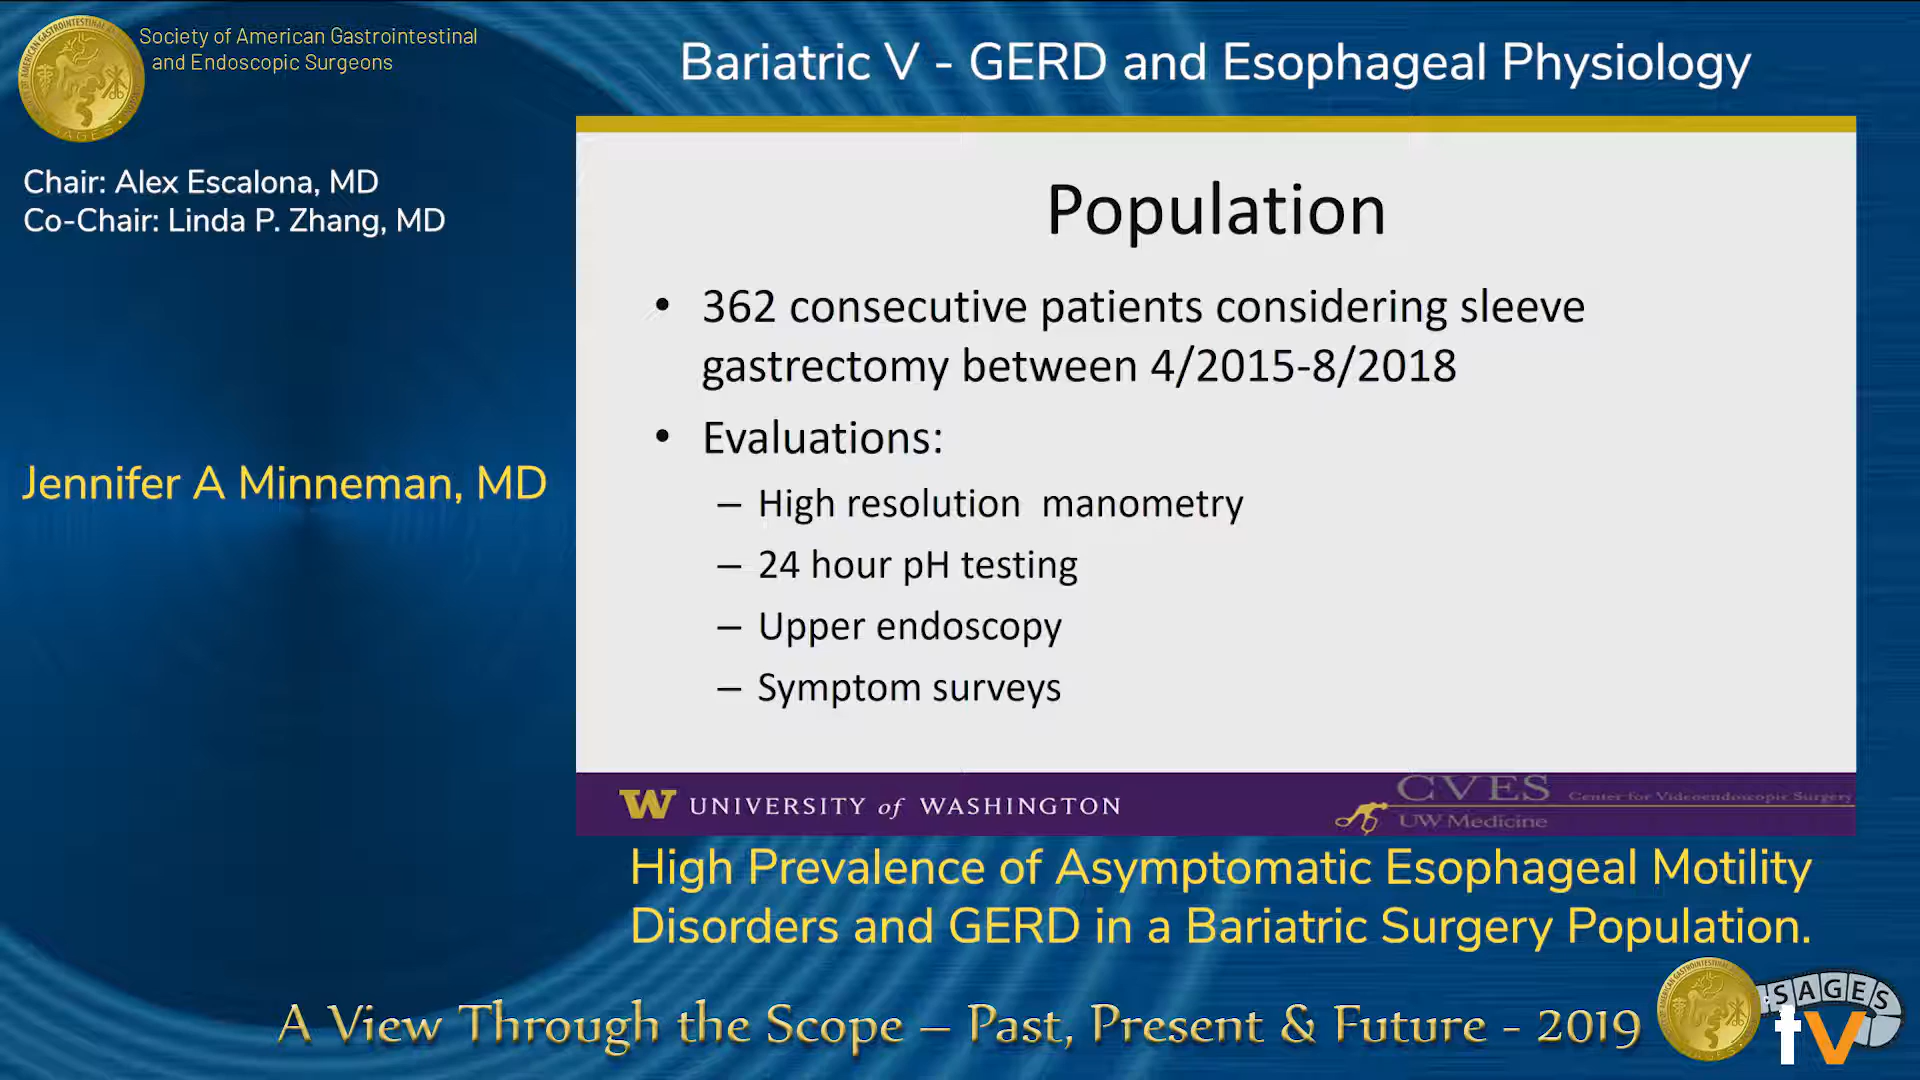 Society of American Gastrointestinal
and Endoscopic Surgeons
Bariatric V - GERD and Esophageal Physiology
Chair: Alex Escalona, MD
Co-Chair: Linda P. Zhang, MD
Jennifer A Minneman, MD
Population
• 362 consecutive patients considering sleeve
gastrectomy between 4/2015-8/2018
• Evaluations:
– High resolution manometry
– 24 hour pH testing
– Upper endoscopy
– Symptom surveys
W UNIVERSITY of WASHINGTON
CVES Center for Videoendoscopic Surgery
UW Medicine
High Prevalence of Asymptomatic Esophageal Motility
Disorders and GERD in a Bariatric Surgery Population.
A View Through the Scope – Past, Present & Future - 2019
SAGES
tv